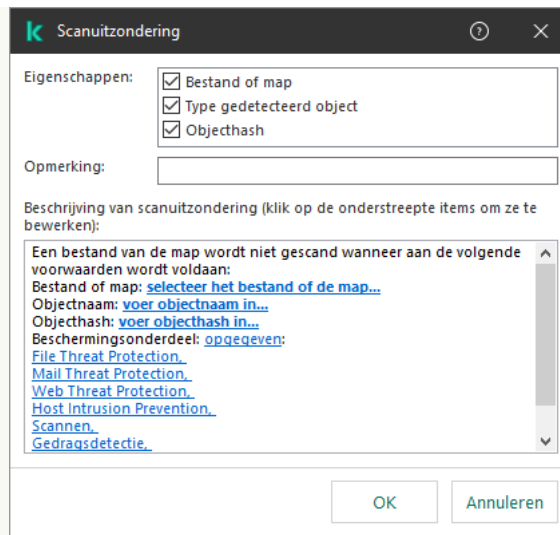 Scanuitzondering
Eigenschappen:
Bestand of map
Type gedetecteerd object
Objecthash
Opmerking:
Beschrijving van scanuitzondering (klik op de onderstreepte items om ze te
bewerken):
Een bestand van de map wordt niet gescand wanneer aan de volgende
voorwaarden wordt voldaan:
Bestand of map: selecteer het bestand of de map...
Objectnaam: voer objectnaam in...
Objecthash: voer objecthash in...
Beschermingsonderdeel: opgegeven:
File Threat Protection,
Mail Threat Protection,
Web Threat Protection,
Host Intrusion Prevention,
Scannen,
Gedragsdetectie,
OK
Annuleren